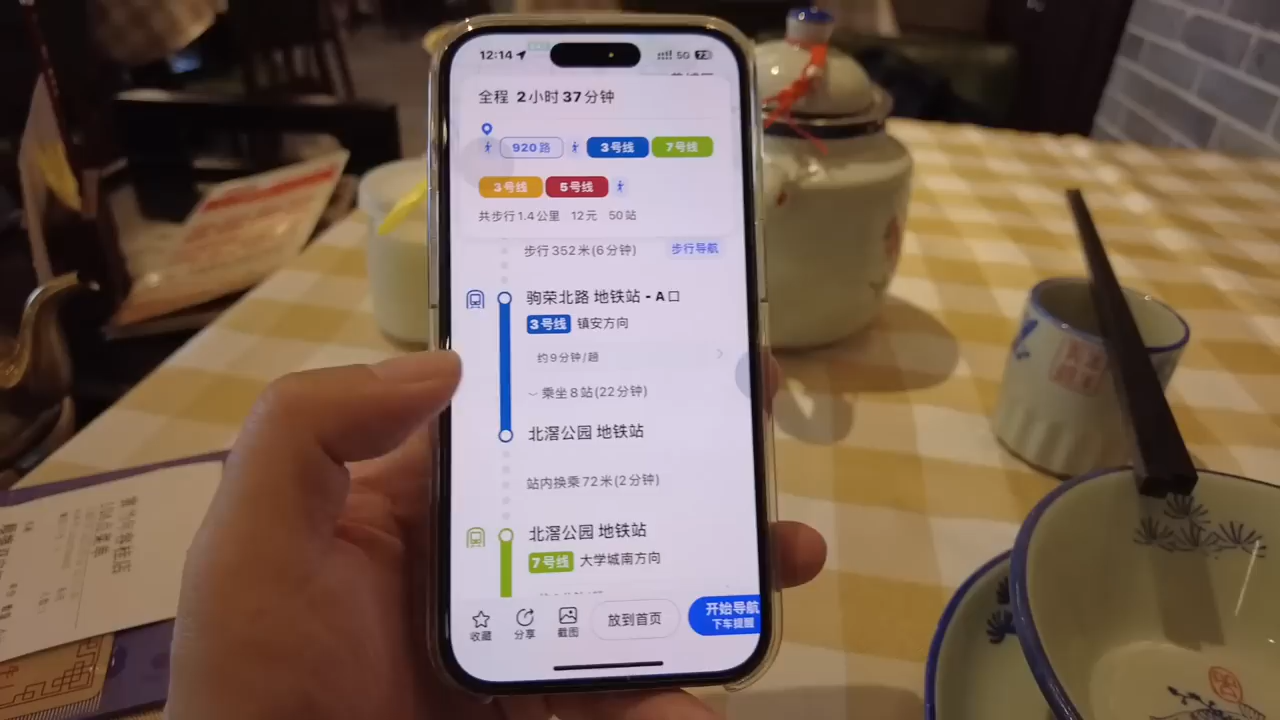 12:14
5G 73
全程 2小时37分钟
920路 3号线 7号线
3号线 5号线
共步行1.4公里 12元 50站
步行352米(6分钟) 步行导航
驹荣北路 地铁站 - A口
3号线 镇安方向
约9分钟/趟
乘坐8站(22分钟)
北滘公园 地铁站
站内换乘72米(2分钟)
北滘公园 地铁站
7号线 大学城南方向
收藏 分享 截图 放到首页 开始导航
下车提醒